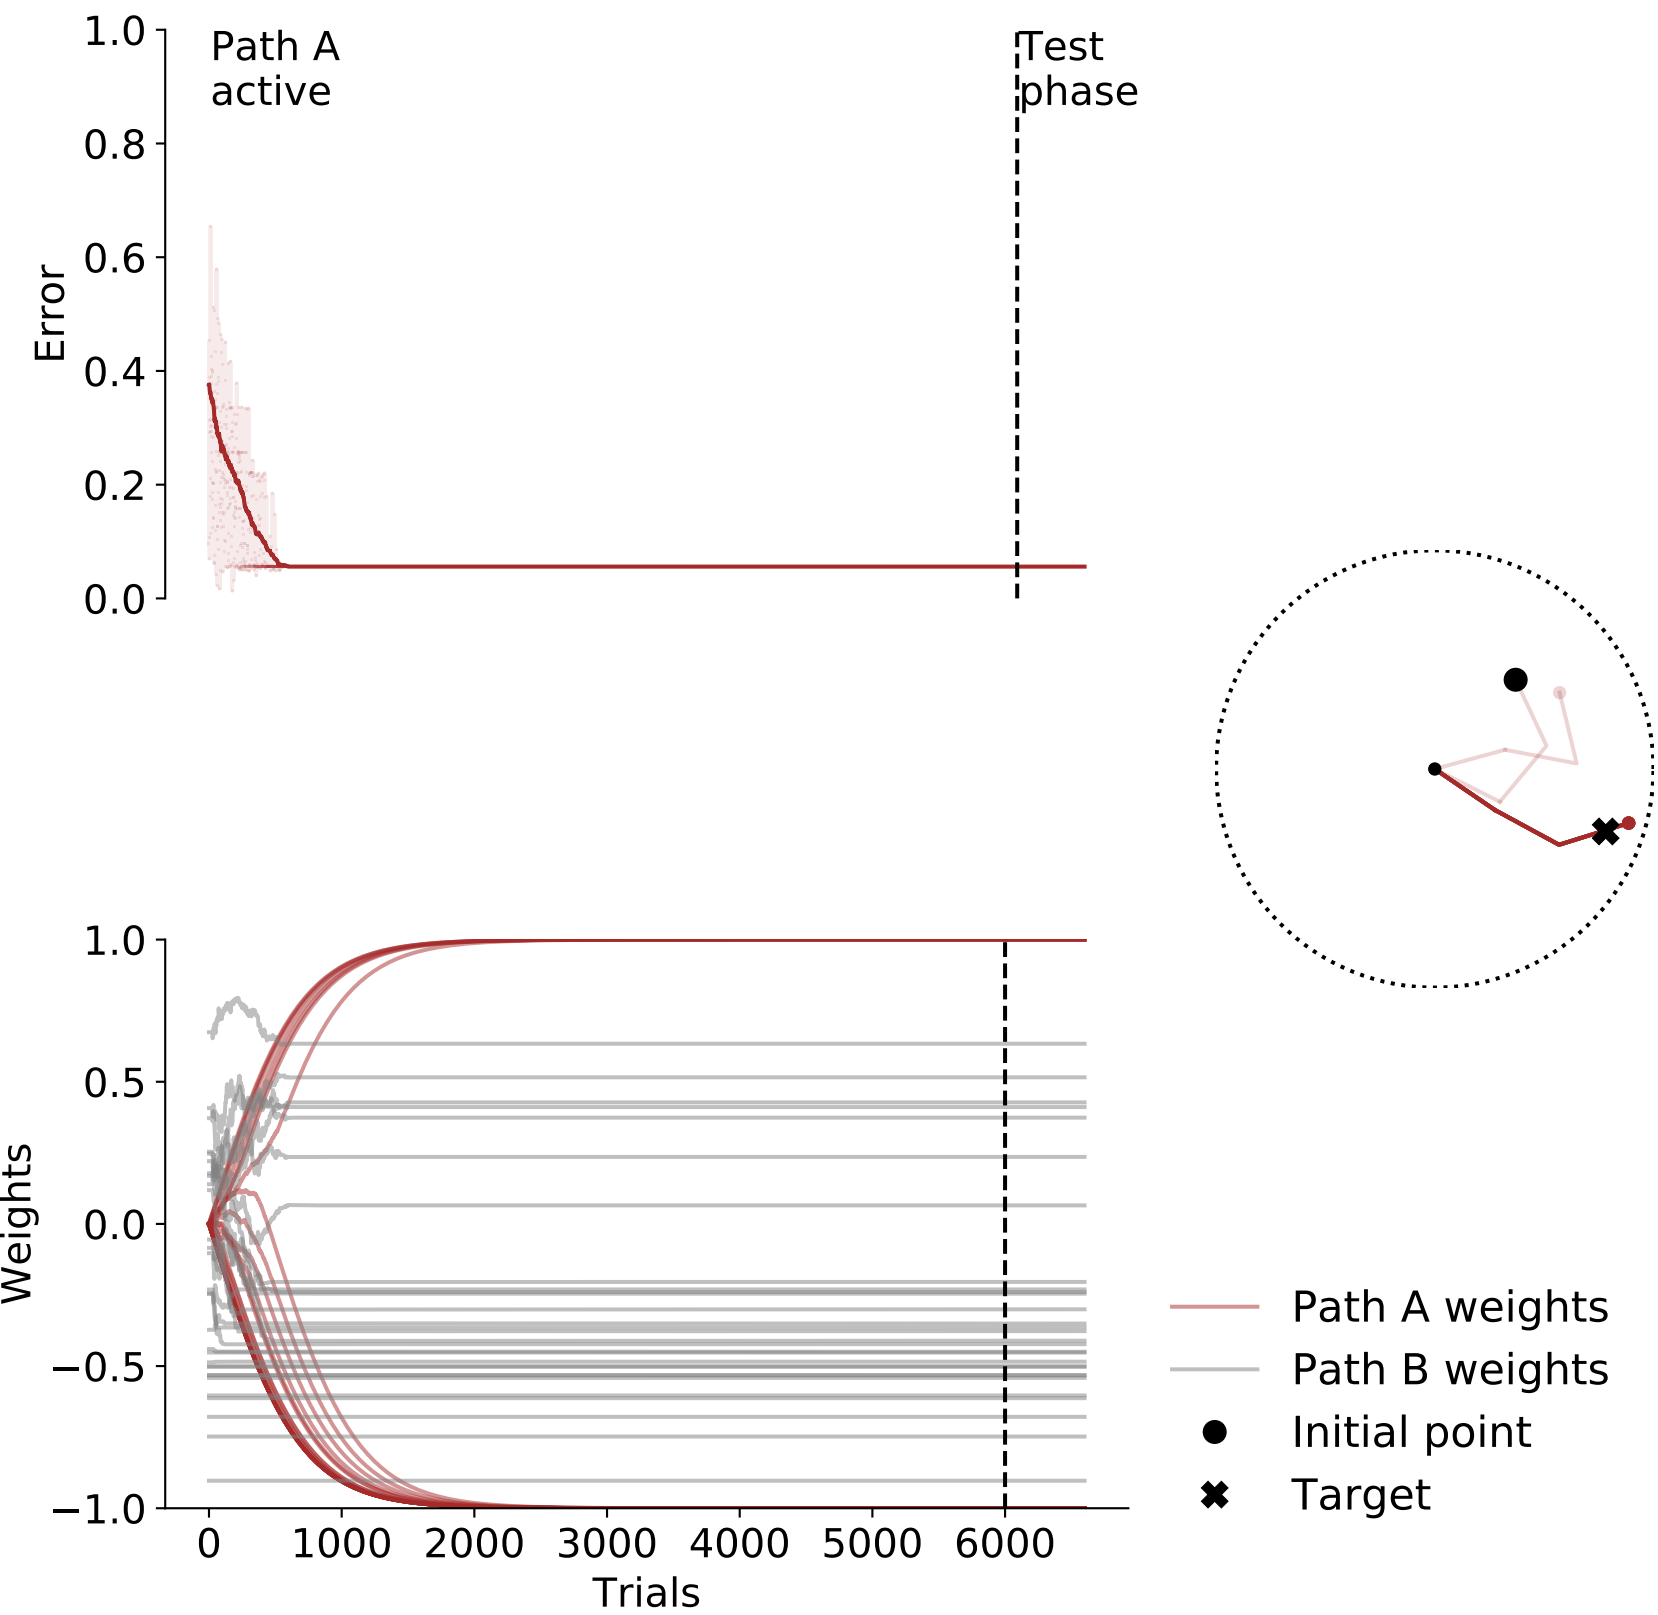 Path A
active
Test
phase
1.0
0.8
0.6
0.4
0.2
0.0
Error
1.0
0.5
0.0
−0.5
−1.0
Weights
0 1000 2000 3000 4000 5000 6000
Trials
Path A weights
Path B weights
Initial point
Target